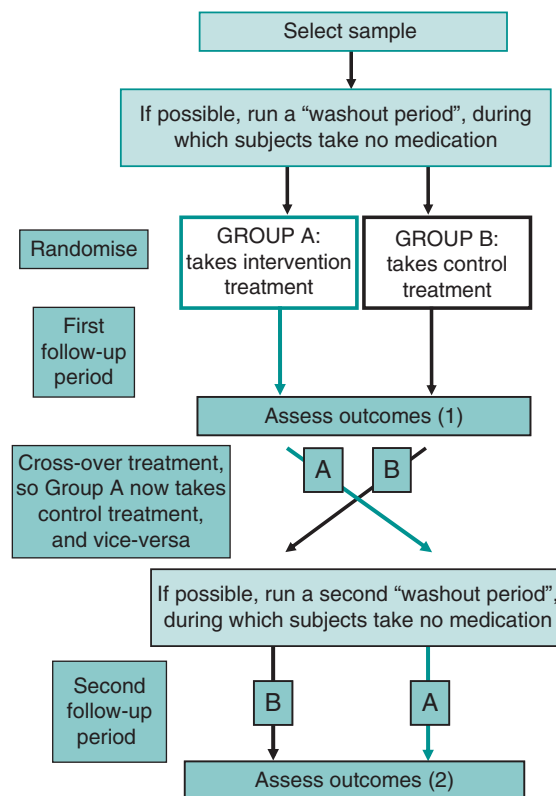 Select sample
If possible, run a “washout period”, during
which subjects take no medication
Randomise
GROUP A:
takes intervention
treatment
GROUP B:
takes control
treatment
First
follow-up
period
Assess outcomes (1)
Cross-over treatment,
so Group A now takes
control treatment,
and vice-versa
A
B
If possible, run a second “washout period”,
during which subjects take no medication
Second
follow-up
period
B
A
Assess outcomes (2)